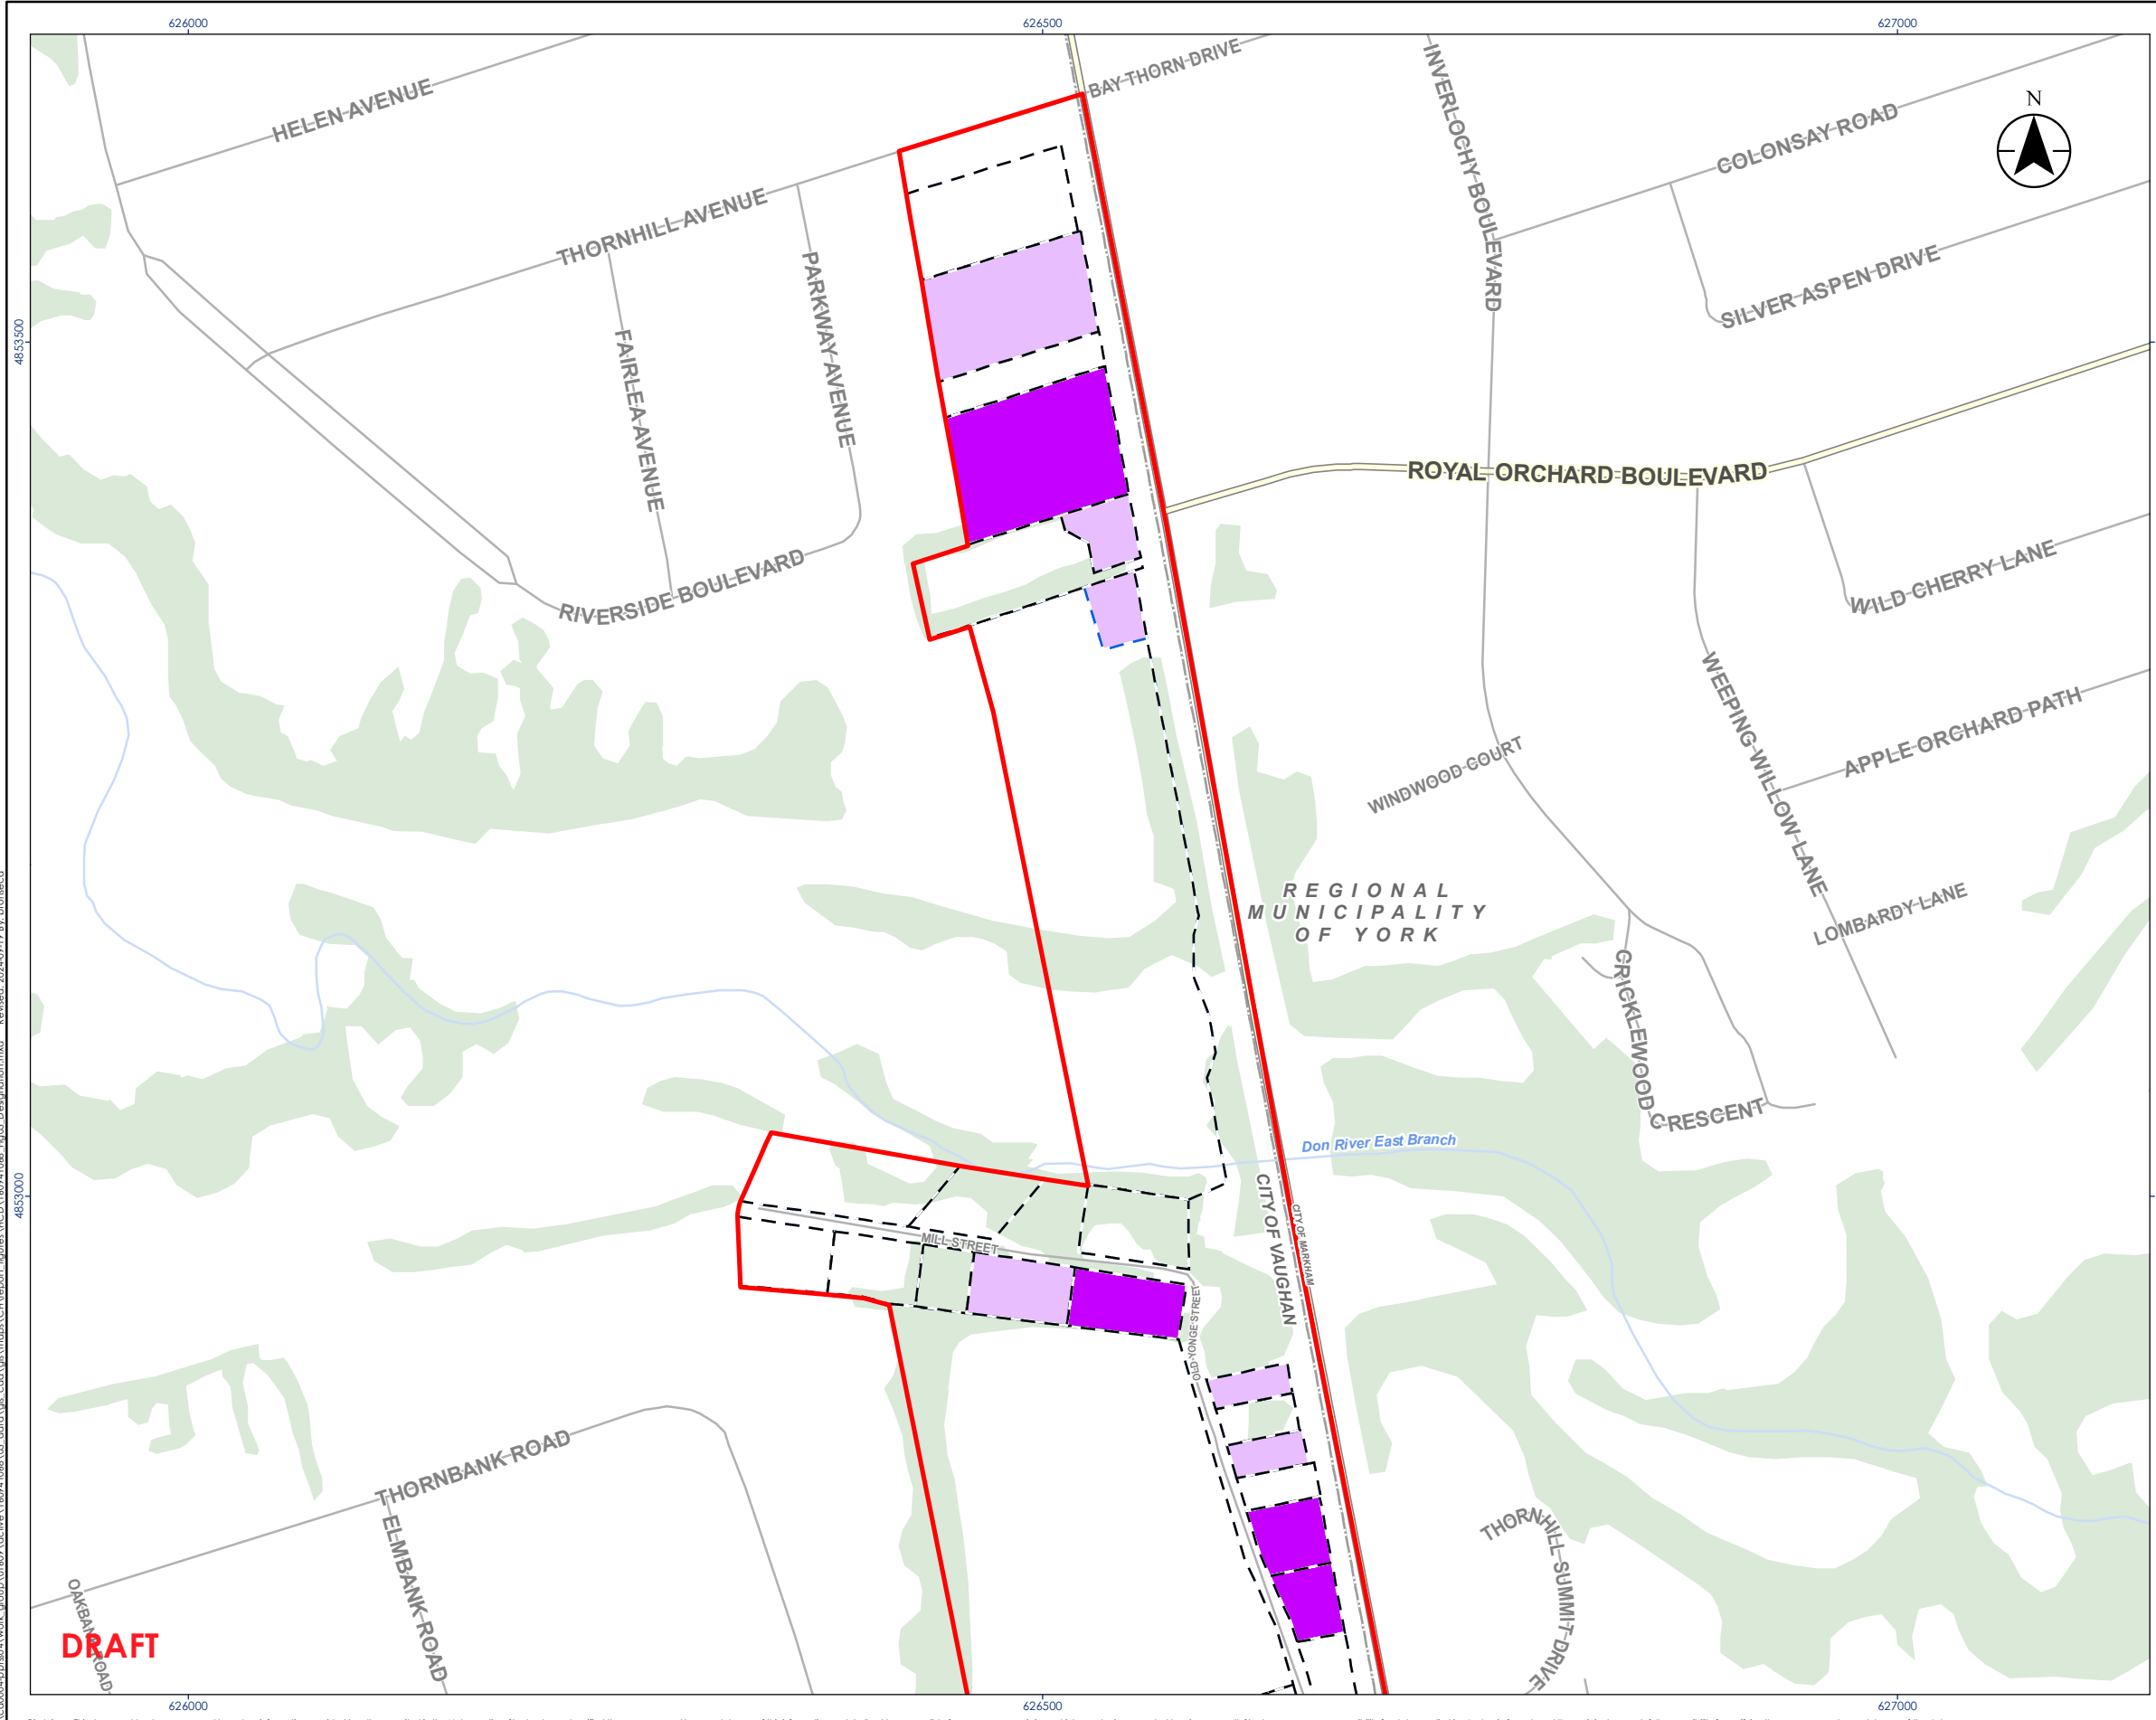 626000
626500
627000
HELEN AVENUE
BAY THORN DRIVE
INVERLOCHY BOULEVARD
COLONSAY ROAD
N
THORNHILL AVENUE
PARKWAY AVENUE
SILVER ASPEN DRIVE
4853500
FAIRLEA AVENUE
ROYAL ORCHARD BOULEVARD
RIVERSIDE BOULEVARD
WILD CHERRY LANE
WEEPING WILLOW LANE
APPLE ORCHARD PATH
WINDWOOD COURT
REGIONAL
MUNICIPALITY
OF YORK
LOMBARDY LANE
CRICKLEWOOD
CRESCENT
Don River East Branch
4853000
CITY OF VAUGHAN
CITY OF MARKHAM
MILL STREET
OLD YONGE STREET
THORNBANK ROAD
ELMBANK ROAD
OAKBANK ROAD
THORNHILL SUMMIT DRIVE
DRAFT
626000
626500
627000